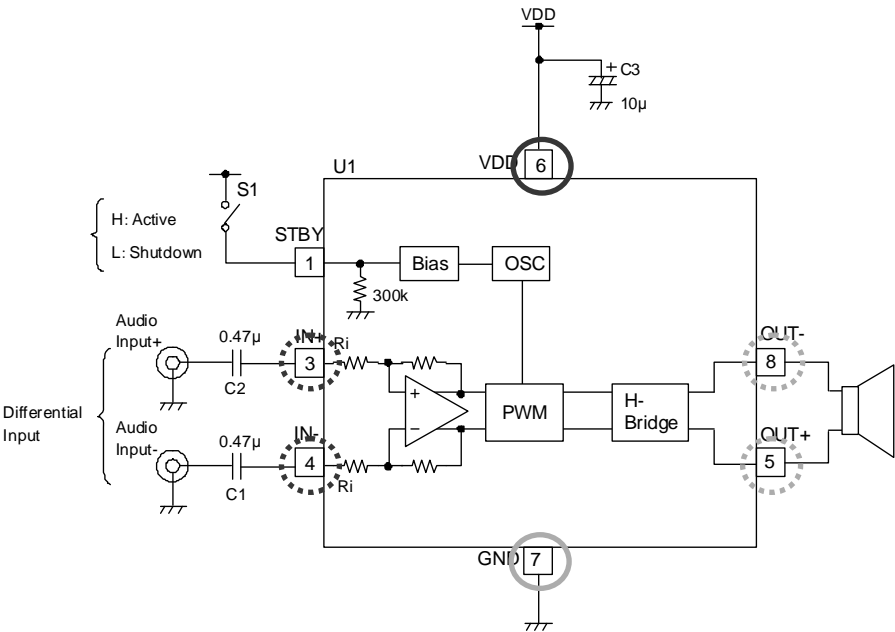 VDD
+ C3
10μ
VDD
6
U1
S1
H: Active
L: Shutdown
STBY
1
Bias
OSC
300k
Audio
Input+
0.47μ
C2
IN+
3
Ri
OUT-
8
+
−
PWM
H-
Bridge
Differential
Input
Audio
Input-
0.47μ
C1
IN-
4
Ri
OUT+
5
GND
7